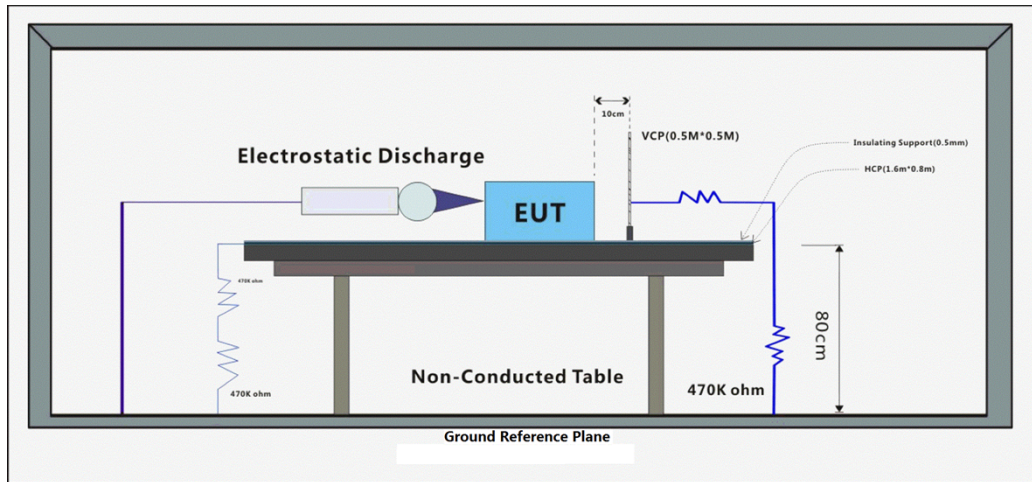 10cm
VCP(0.5M*0.5M)
Insulating Support(0.5mm)
Electrostatic Discharge
HCP(1.6m*0.8m)
EUT
470K ohm
80cm
Non-Conducted Table
470K ohm
470K ohm
Ground Reference Plane